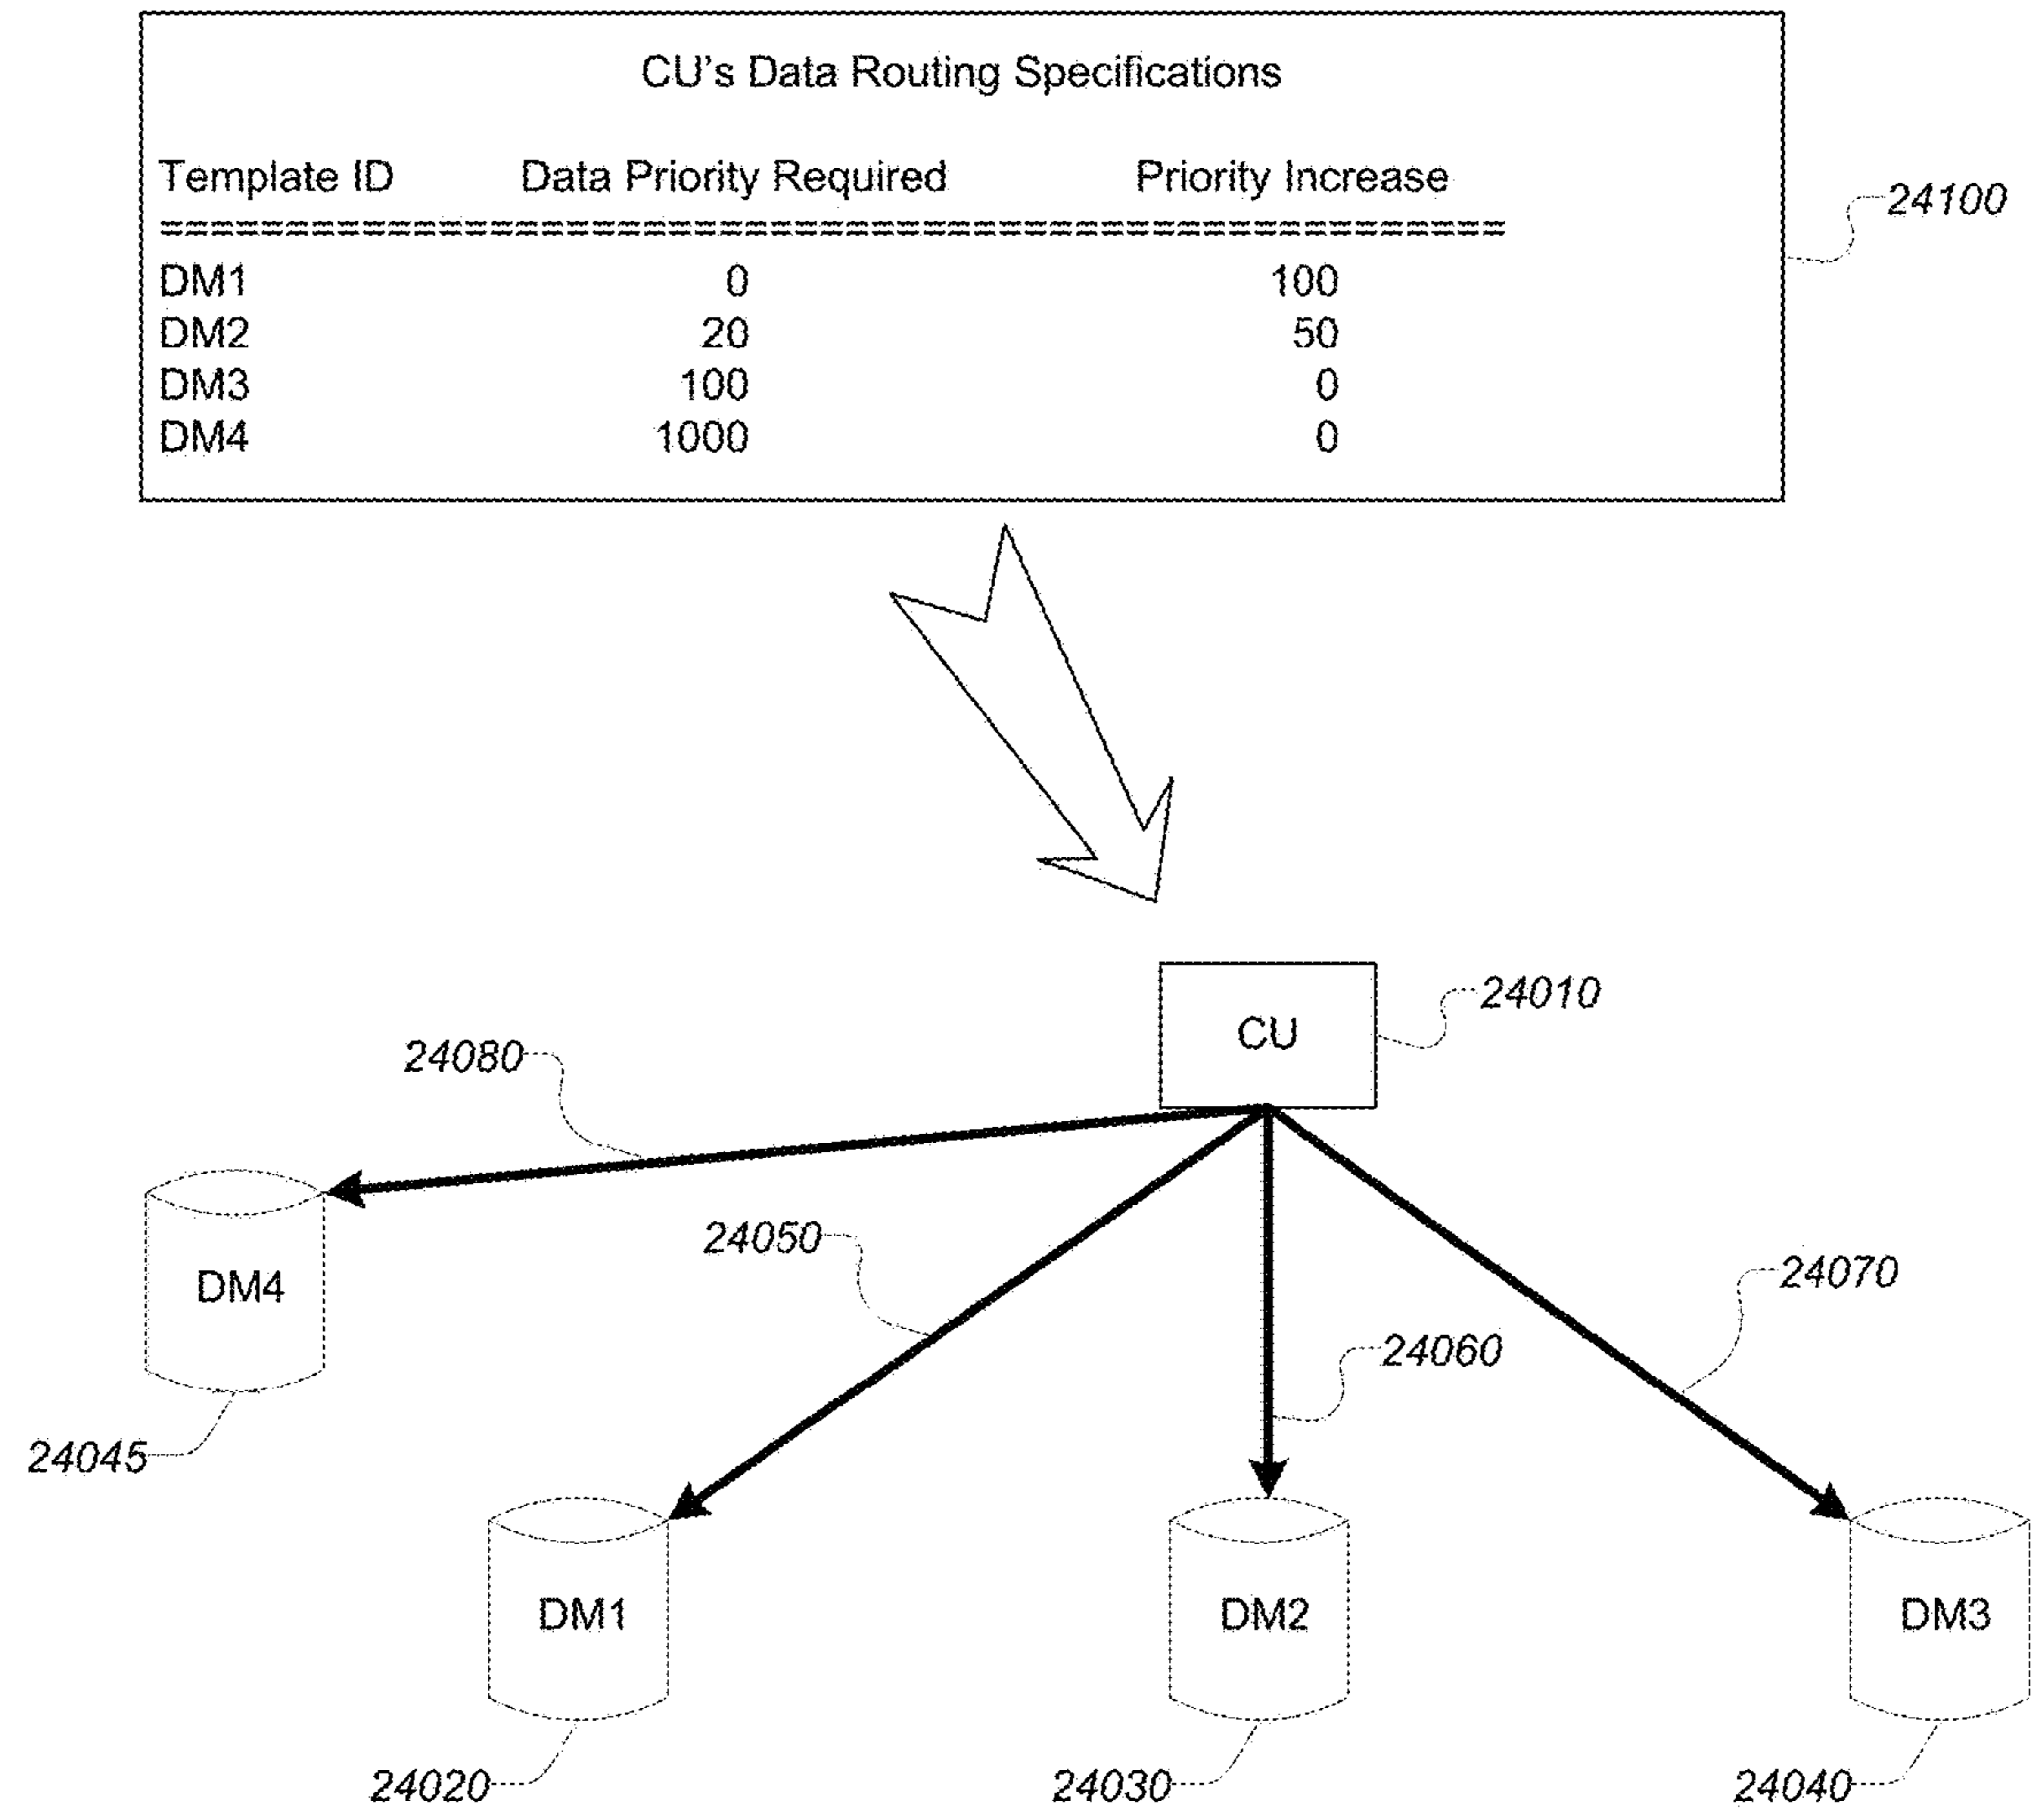 CU's Data Routing Specifications
Template ID Data Priority Required Priority Increase
=====================================================
24100
DM1 0 100
DM2 20 50
DM3 100 0
DM4 1000 0
24010
CU
24080
24050
24070
DM4
24060
24045
DM1 DM2 DM3
24020 24030 24040